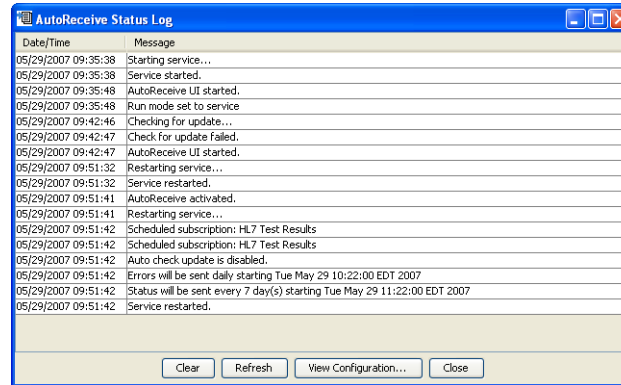 AutoReceive Status Log
Date/Time Message
05/29/2007 09:35:38 Starting service...
05/29/2007 09:35:38 Service started.
05/29/2007 09:35:48 AutoReceive UI started.
05/29/2007 09:35:48 Run mode set to service
05/29/2007 09:42:46 Checking for update...
05/29/2007 09:42:47 Check for update failed.
05/29/2007 09:42:47 AutoReceive UI started.
05/29/2007 09:51:32 Restarting service...
05/29/2007 09:51:32 Service restarted.
05/29/2007 09:51:41 AutoReceive activated.
05/29/2007 09:51:41 Restarting service...
05/29/2007 09:51:42 Scheduled subscription: HL7 Test Results
05/29/2007 09:51:42 Scheduled subscription: HL7 Test Results
05/29/2007 09:51:42 Auto check update is disabled.
05/29/2007 09:51:42 Errors will be sent daily starting Tue May 29 10:22:00 EDT 2007
05/29/2007 09:51:42 Status will be sent every 7 day(s) starting Tue May 29 11:22:00 EDT 2007
05/29/2007 09:51:42 Service restarted.
Clear Refresh View Configuration... Close